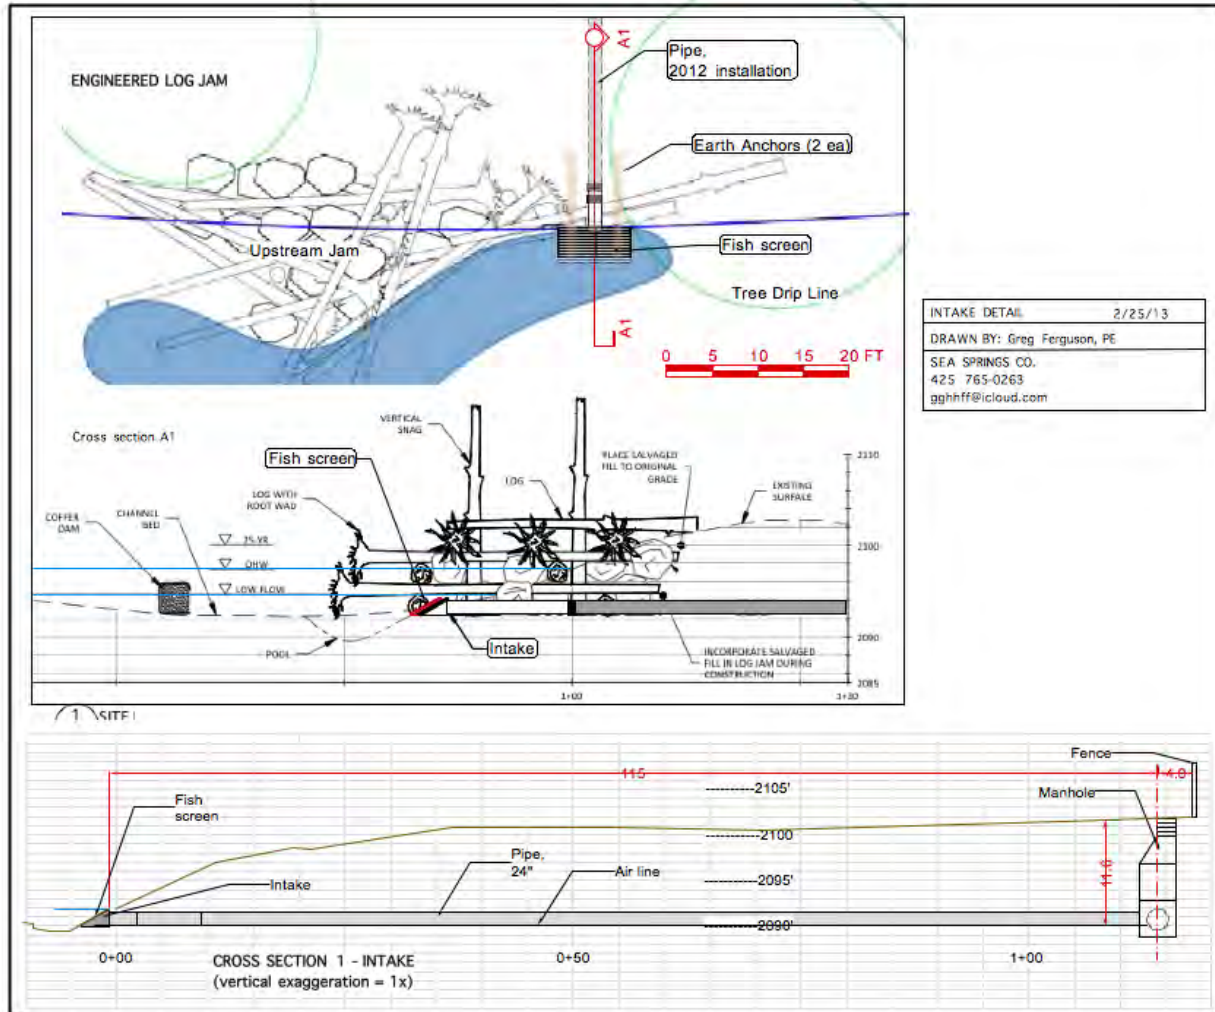 ENGINEERED LOG JAM
A1
Pipe,
2012 installation
Earth Anchors (2 ea)
Upstream Jam
Fish screen
Tree Drip Line
A1
0 5 10 15 20 FT
INTAKE DETAIL 2/25/13
DRAWN BY: Greg Ferguson, PE
SEA SPRINGS CO.
425 765-0263
gghhff@icloud.com
Cross section A1
VERTICAL
SNAG
Fish screen
LOG
PLACE SALVAGED
FILL TO ORIGINAL
GRADE
2110
EXISTING
SURFACE
LOG WITH
ROOT WAD
COFFER
DAM
CHANNEL
BED
25-YR
OHW
LOW FLOW
2100
POOL
Intake
2090
INCORPORATE SALVAGED
FILL IN LOG JAM DURING
CONSTRUCTION
2085
1+00
1 SITE
Fence
115
4.0
2105'
Manhole
Fish
screen
2100
Pipe,
24"
Air line
2095'
11.0
Intake
2090'
0+00
0+50
1+00
CROSS SECTION 1 - INTAKE
(vertical exaggeration = 1x)